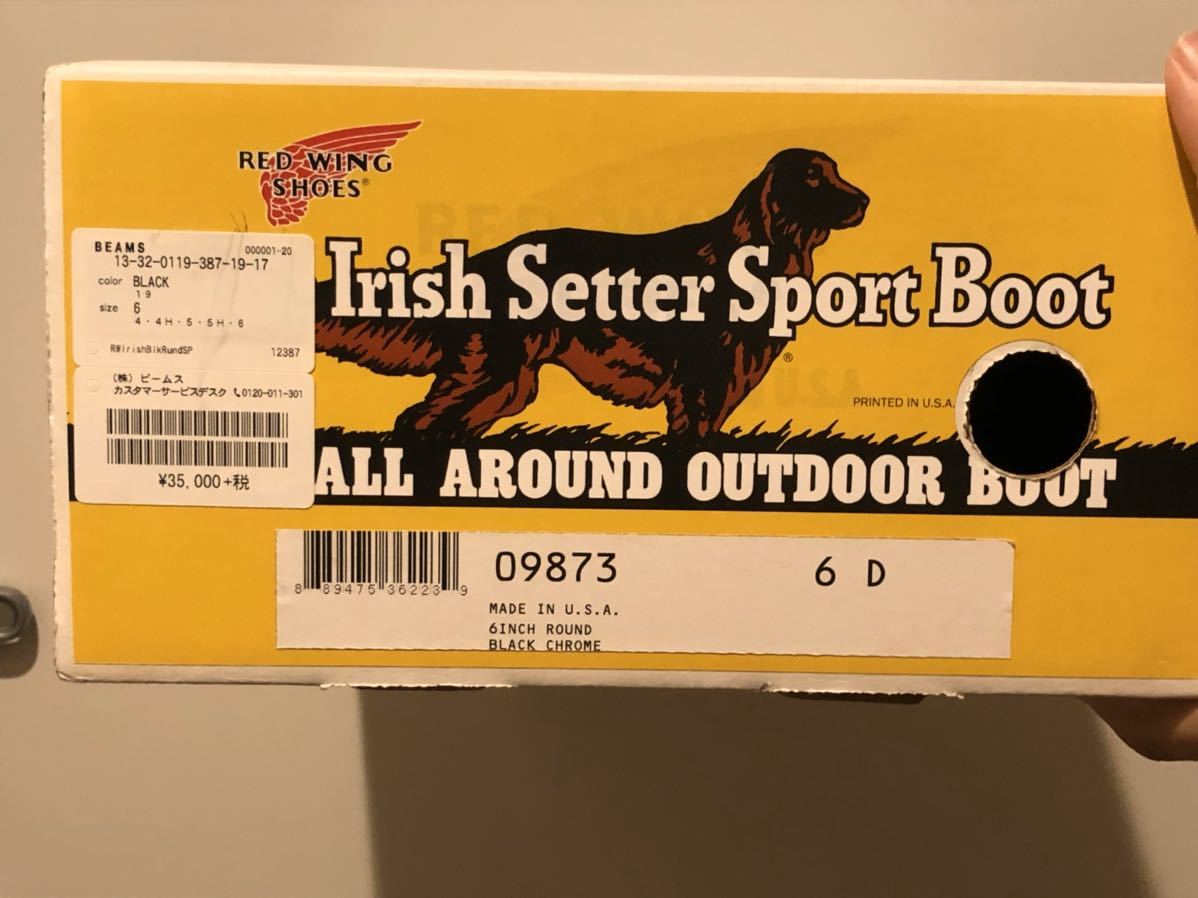 RED WING
SHOES®
BEAMS 000001-20
13-32-0119-387-19-17
color BLACK
19
size 6
4・4H・5・5H・6
RWIrishBlkRundSP 12387
(株) ビームス
カスタマーサービスデスク 0120-011-301
¥35,000+税
Irish Setter Sport Boot
®
PRINTED IN U.S.A.
ALL AROUND OUTDOOR BOOT
8 89475 36223 9
09873 6 D
MADE IN U.S.A.
6INCH ROUND
BLACK CHROME